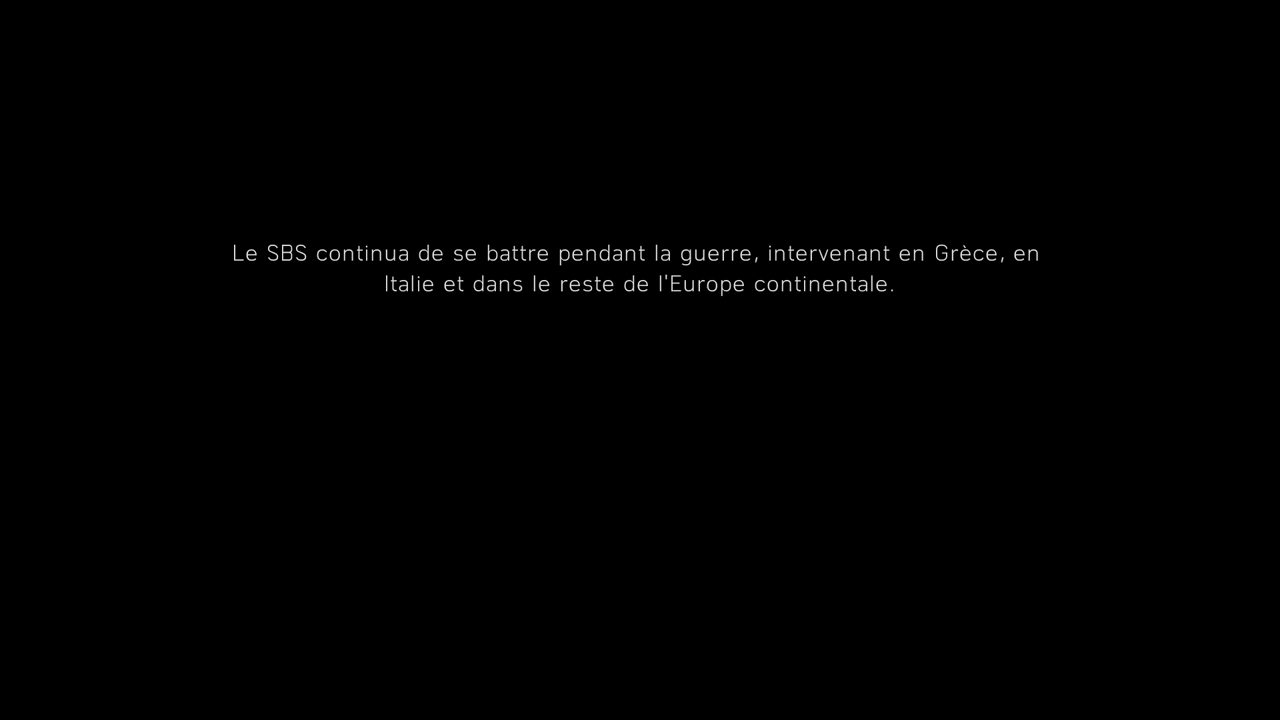 Le SBS continua de se battre pendant la guerre, intervenant en Grèce, en
Italie et dans le reste de l'Europe continentale.